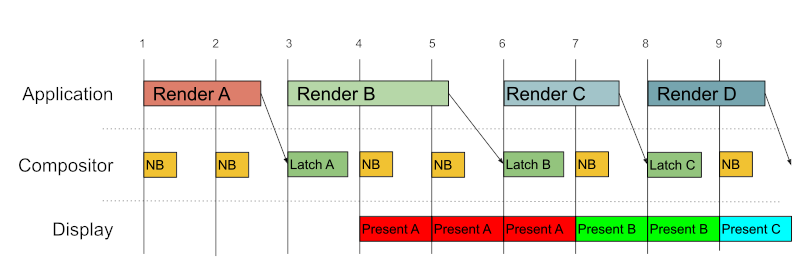 1 2 3 4 5 6 7 8 9
Application Render A Render B Render C Render D
Compositor NB NB Latch A NB NB Latch B NB Latch C NB
Display Present A Present A Present A Present B Present B Present C